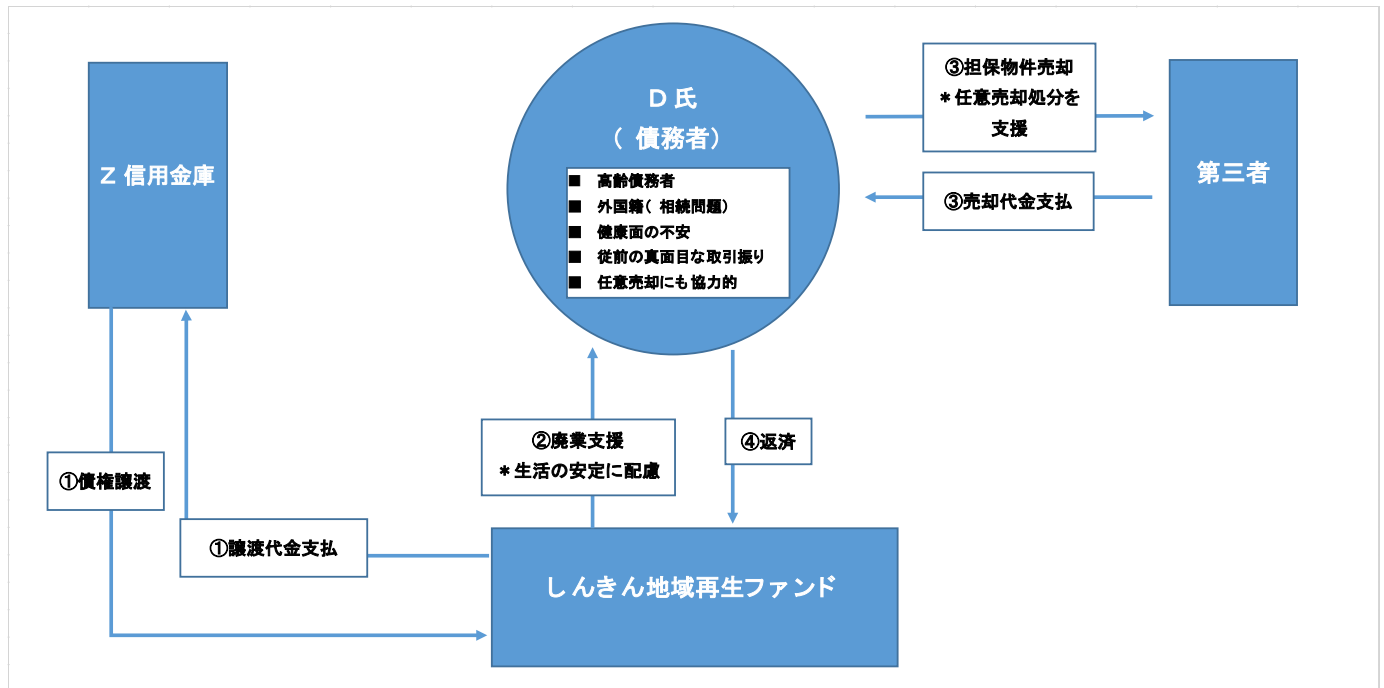 Z 信用金庫
D 氏
( 債務者)
■ 高齢債務者
■ 外国籍( 相続問題)
■ 健康面の不安
■ 従前の真面目な取引振り
■ 任意売却にも協力的
③担保物件売却
*任意売却処分を
支援
③売却代金支払
第三者
②廃業支援
*生活の安定に配慮
④返済
①債権譲渡
①譲渡代金支払
しんきん地域再生ファンド